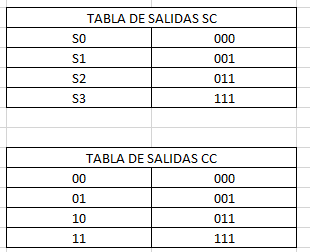 TABLA DE SALIDAS SC
S0 000
S1 001
S2 011
S3 111
TABLA DE SALIDAS CC
00 000
01 001
10 011
11 111